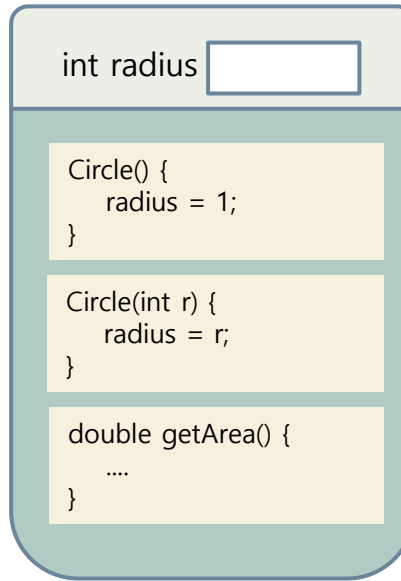 int radius
Circle() {
radius = 1;
}
Circle(int r) {
radius = r;
}
double getArea() {
....
}